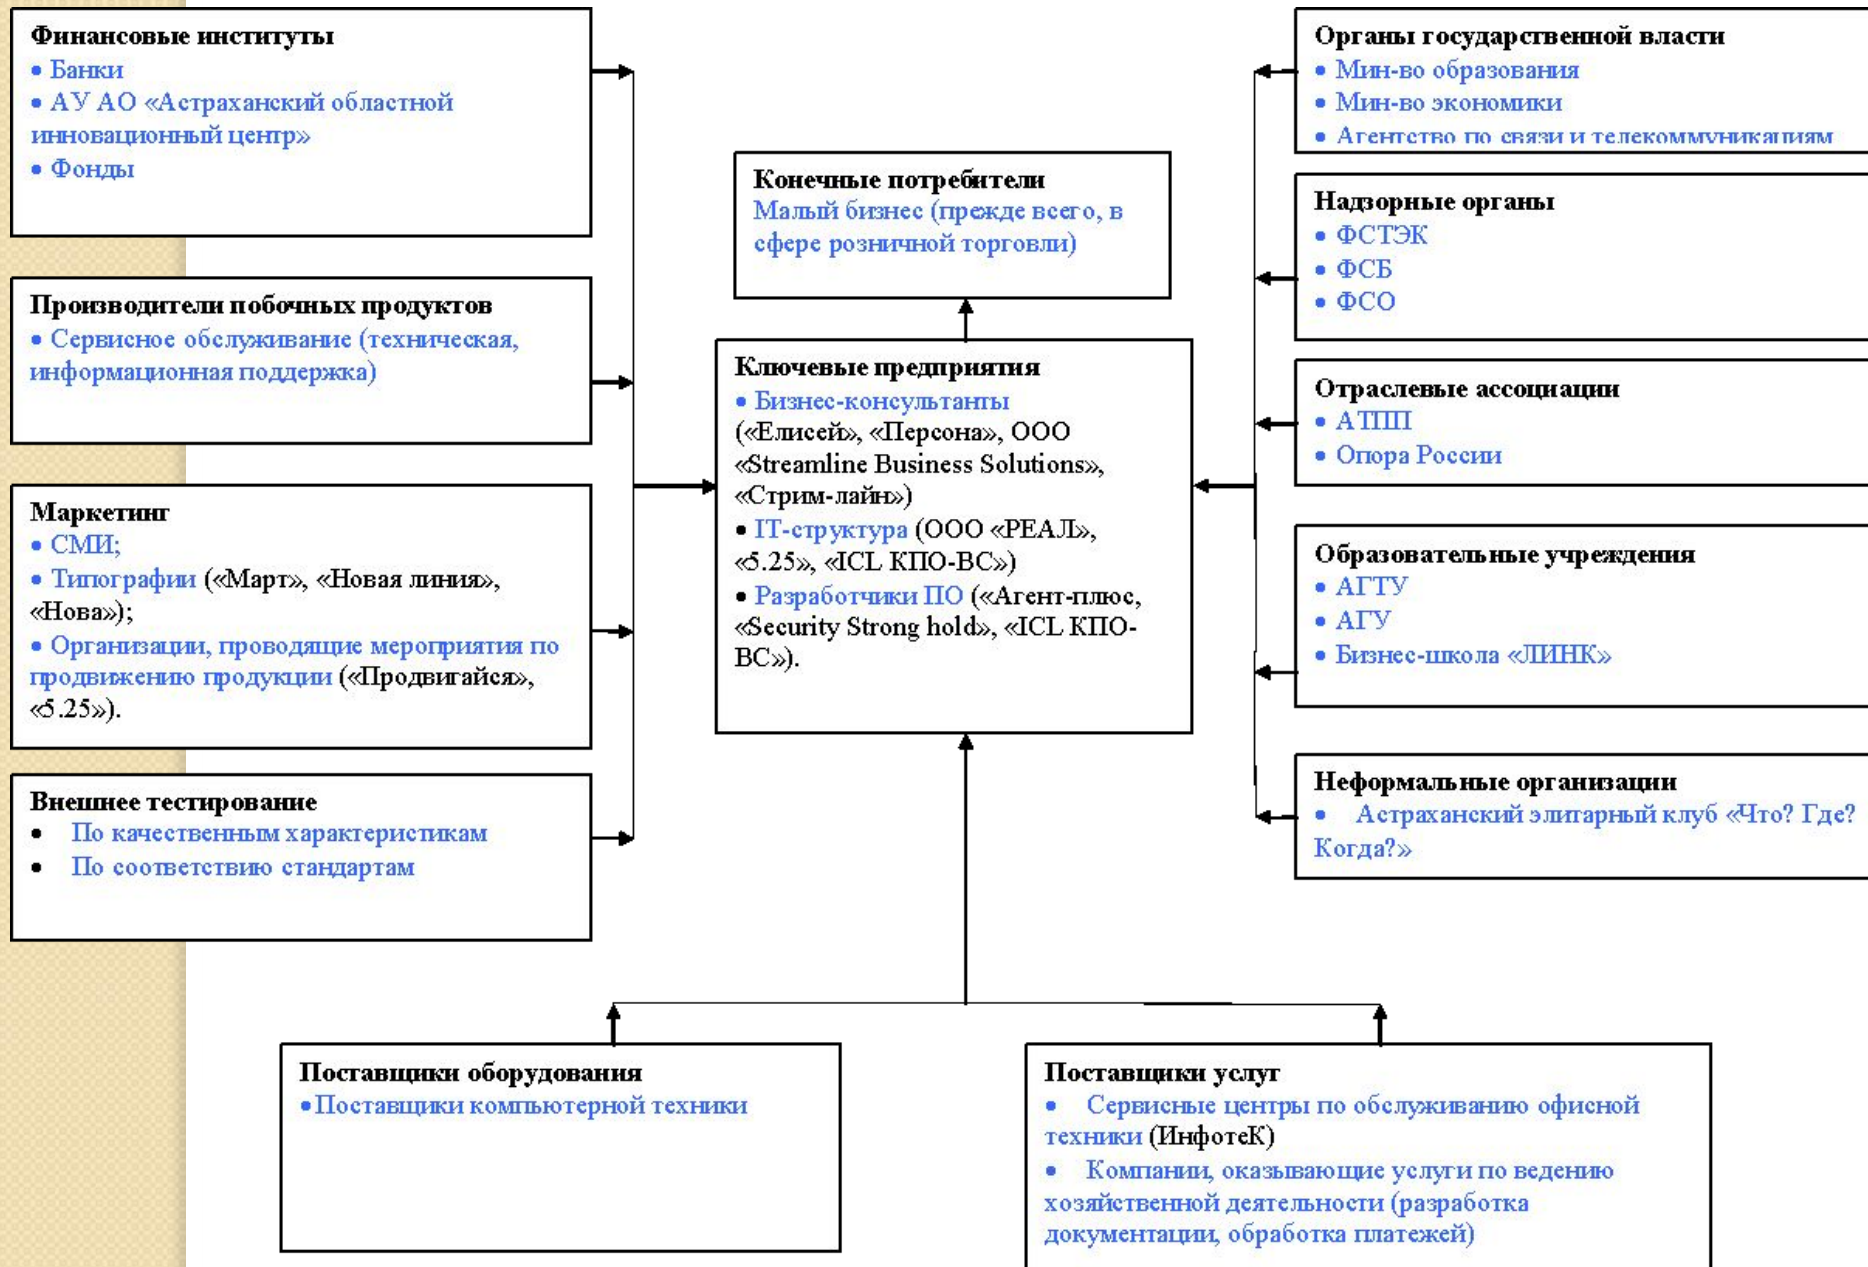 Финансовые институты
• Банки
• АУ АО «Астраханский областной
инновационный центр»
• Фонды
Производители побочных продуктов
• Сервисное обслуживание (техническая,
информационная поддержка)
Маркетинг
• СМИ;
• Типографии («Март», «Новая линия»,
«Нова»);
• Организации, проводящие мероприятия по
продвижению продукции («Продвигайся»,
«5.25»).
Внешнее тестирование
• По качественным характеристикам
• По соответствию стандартам
Конечные потребители
Малый бизнес (прежде всего, в
сфере розничной торговли)
Ключевые предприятия
• Бизнес-консультанты
(«Елисей», «Персона», ООО
«Streamline Business Solutions»,
«Стрим-лайн»)
• IT-структура (ООО «РЕАЛ»,
«5.25», «ICL КПО-ВС»)
• Разработчики ПО («Агент-плюс,
«Security Strong hold», «ICL КПО-
ВС»).
Органы государственной власти
• Мин-во образования
• Мин-во экономики
• Агентство по связи и телекоммуникациям
Надзорные органы
• ФСТЭК
• ФСБ
• ФСО
Отраслевые ассоциации
• АТПП
• Опора России
Образовательные учреждения
• АГТУ
• АГУ
• Бизнес-школа «ЛИНК»
Неформальные организации
• Астраханский элитарный клуб «Что? Где?
Когда?»
Поставщики оборудования
• Поставщики компьютерной техники
Поставщики услуг
• Сервисные центры по обслуживанию офисной
техники (ИнфотеК)
• Компании, оказывающие услуги по ведению
хозяйственной деятельности (разработка
документации, обработка платежей)